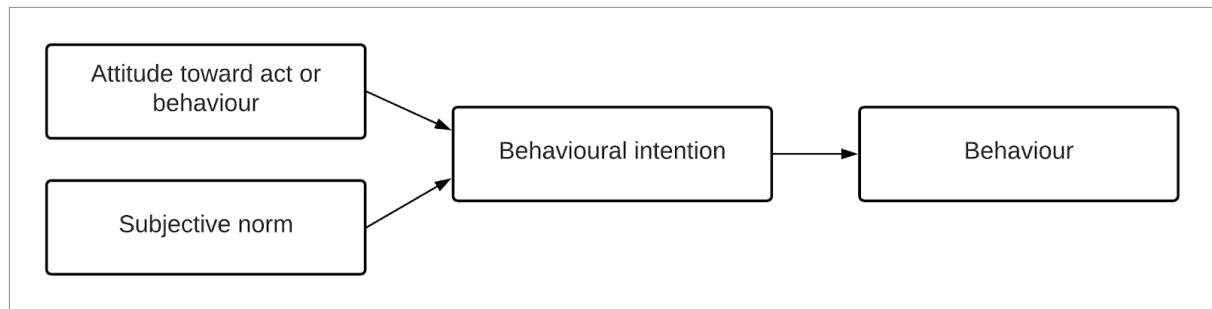 Attitude toward act or
behaviour
Subjective norm
Behavioural intention
Behaviour